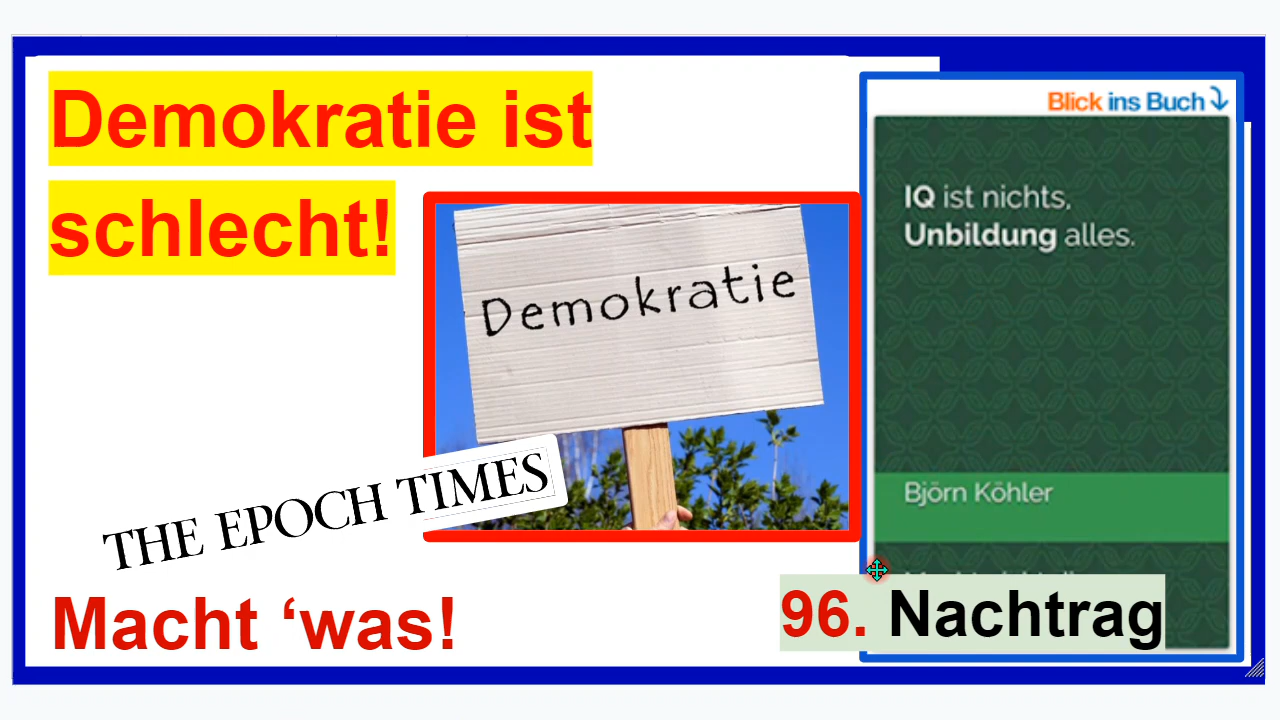 Demokratie ist
schlecht!
Demokratie
THE EPOCH TIMES
Macht ‘was!
Blick ins Buch
IQ ist nichts,
Unbildung alles.
Björn Köhler
96. Nachtrag